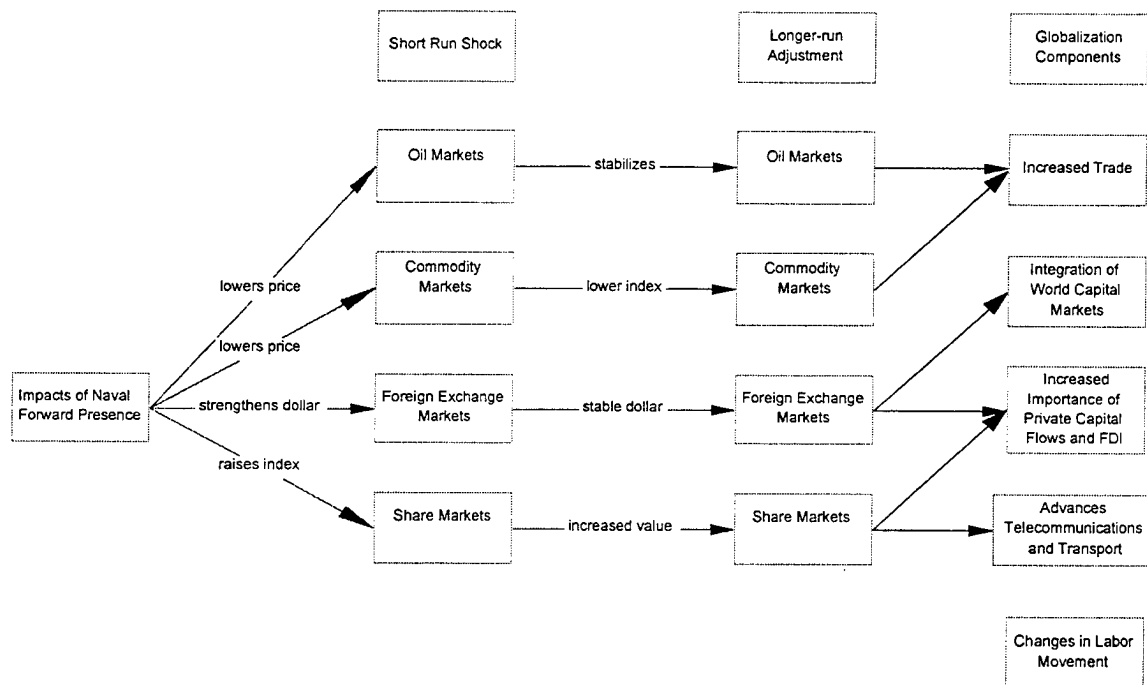 Short Run Shock
Longer-run
Adjustment
Globalization
Components
Oil Markets
stabilizes
Oil Markets
Increased Trade
lowers price
Commodity
Markets
lower index
Commodity
Markets
Integration of
World Capital
Markets
lowers price
Impacts of Naval
Forward Presence
strengthens dollar
Foreign Exchange
Markets
stable dollar
Foreign Exchange
Markets
Increased
Importance of
Private Capital
Flows and FDI
raises index
Share Markets
increased value
Share Markets
Advances
Telecommunications
and Transport
Changes in Labor
Movement